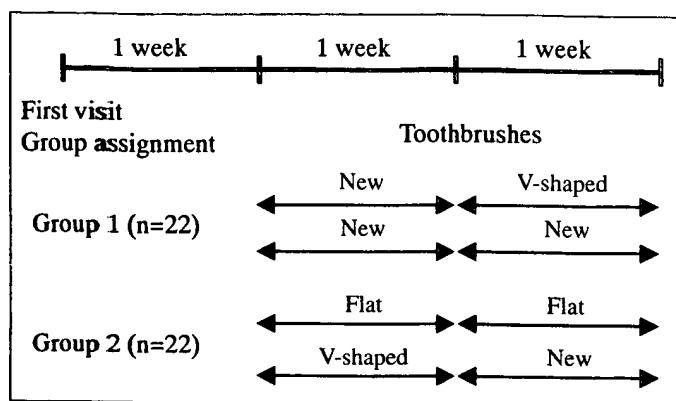 1 week 1 week 1 week
First visit
Group assignment
Toothbrushes
New V-shaped
Group 1 (n=22)
New New
Flat Flat
Group 2 (n=22)
V-shaped New